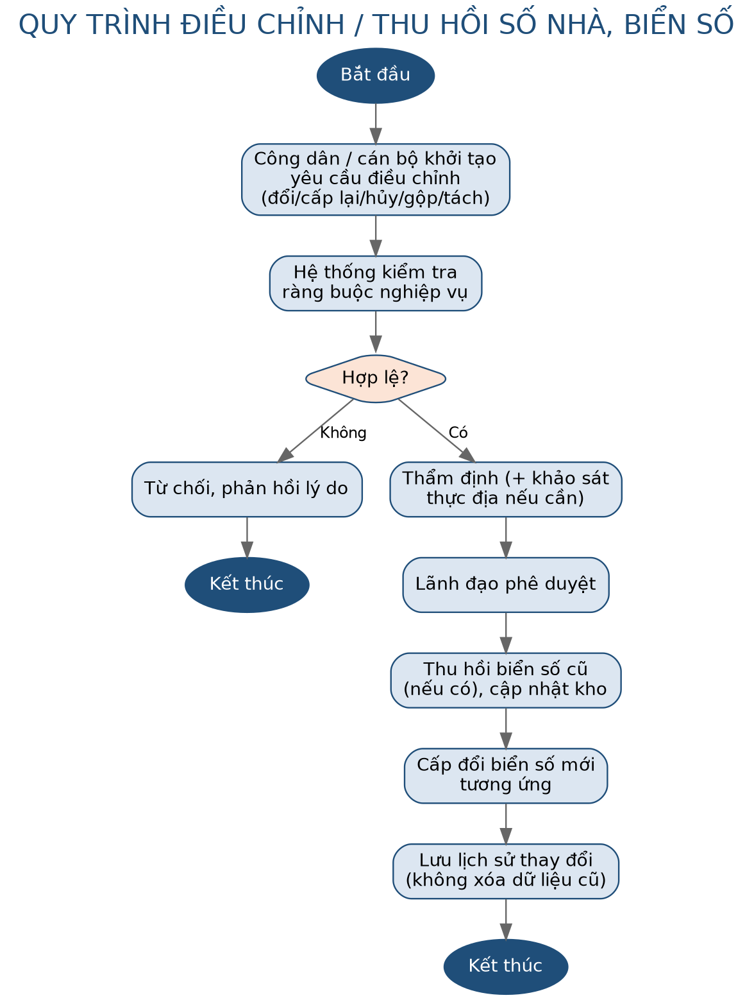 QUY TRÌNH ĐIỀU CHỈNH / THU HỒI SỐ NHÀ, BIỂN SỐ
Bắt đầu
Công dân / cán bộ khởi tạo
yêu cầu điều chỉnh
(đổi/cấp lại/hủy/gộp/tách)
Hệ thống kiểm tra
ràng buộc nghiệp vụ
Hợp lệ?
Không
Có
Từ chối, phản hồi lý do
Kết thúc
Thẩm định (+ khảo sát
thực địa nếu cần)
Lãnh đạo phê duyệt
Thu hồi biển số cũ
(nếu có), cập nhật kho
Cấp đổi biển số mới
tương ứng
Lưu lịch sử thay đổi
(không xóa dữ liệu cũ)
Kết thúc